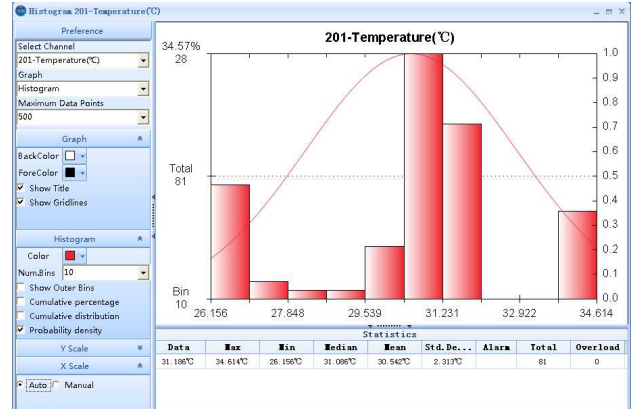 Histogram 201-Temperature(℃)
Preference
Select Channel
201-Temperature(℃)
Graph
Histogram
Maximum Data Points
500
Graph
BackColor
ForeColor
Show Title
Show Gridlines
Histogram
Color
Num.Bins 10
Show Outer Bins
Cumulative percentage
Cumulative distribution
Probability density
Y Scale
X Scale
Auto Manual
201-Temperature(℃)
34.57%
28
Total
81
Bin
10
1.0
0.9
0.8
0.7
0.6
0.5
0.4
0.3
0.2
0.1
0.0
26.156 27.848 29.539 31.231 32.922 34.614
Statistics
Data Max Min Median Mean Std.De... Alarm Total Overload
31.186℃ 34.614℃ 26.156℃ 31.086℃ 30.542℃ 2.313℃ 81 0